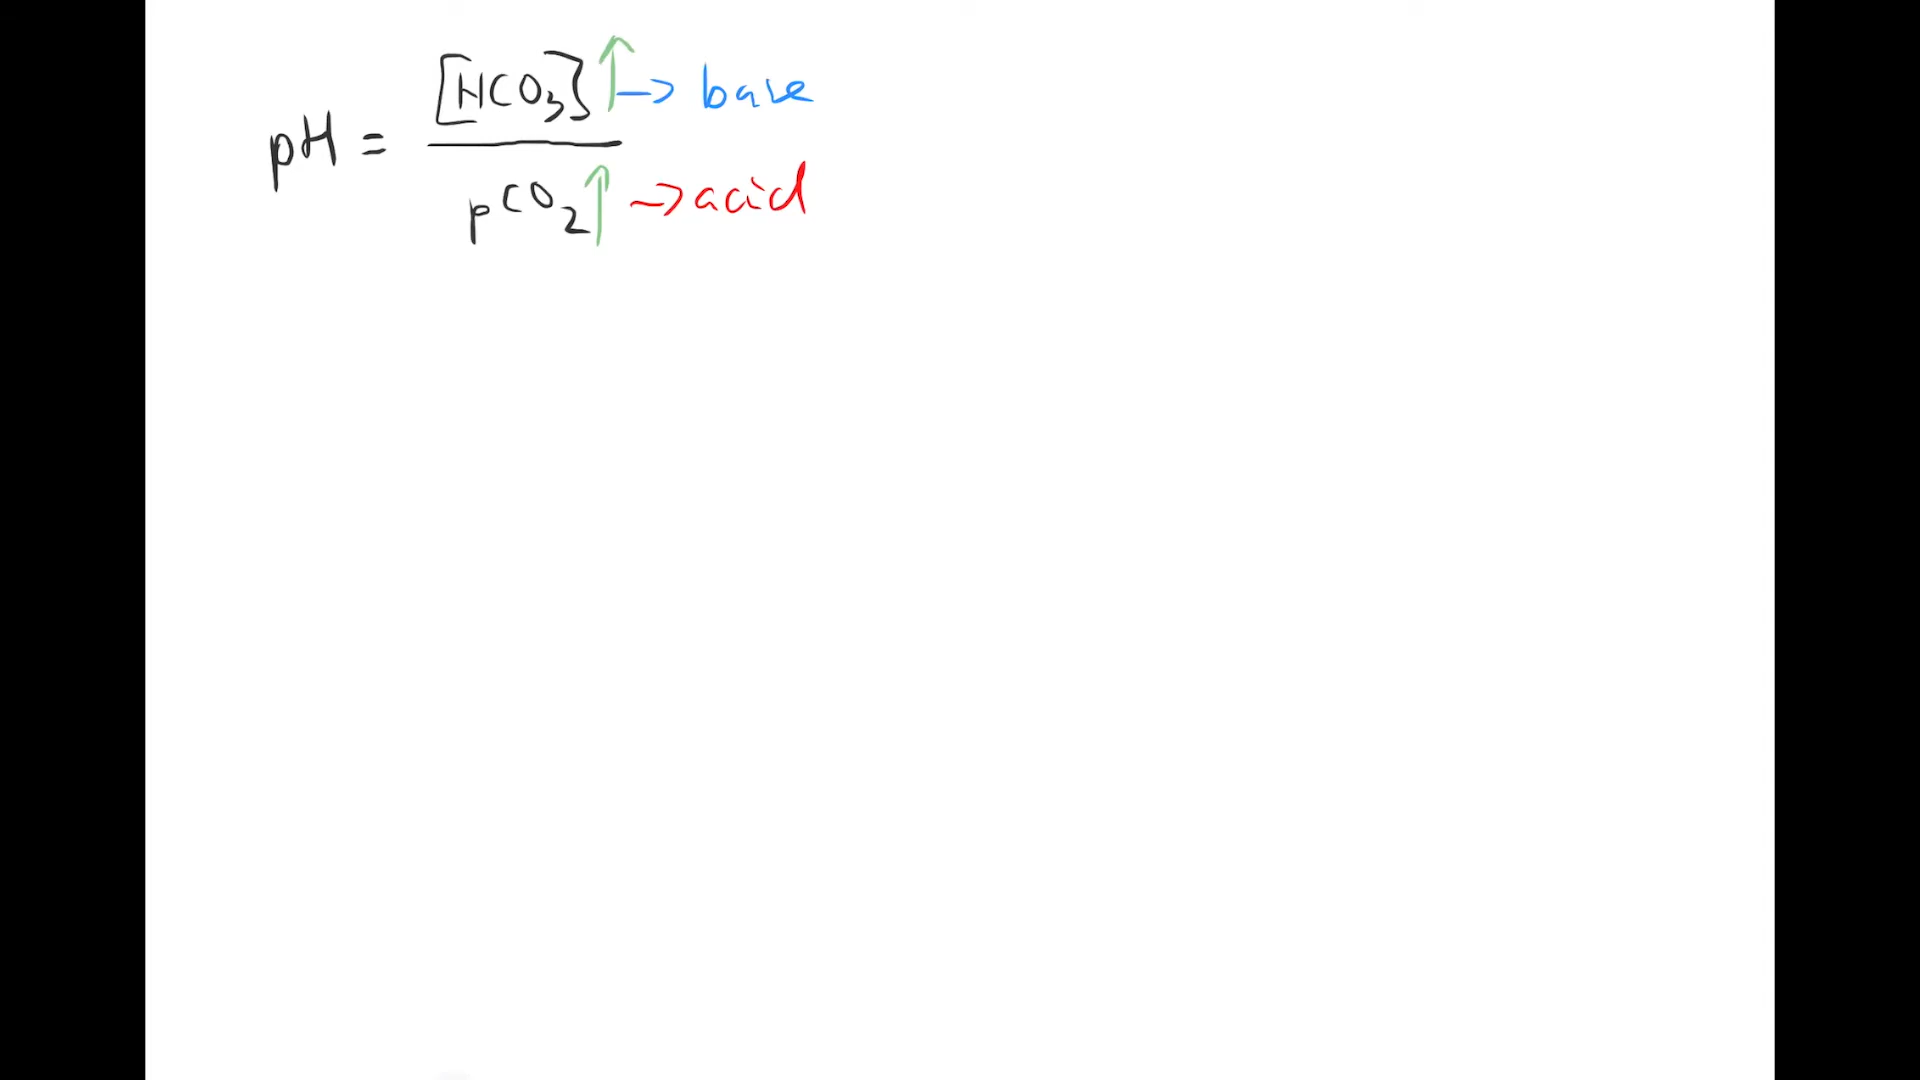 [HCO3]↑→ base
pH =
pCO2↑ → acid